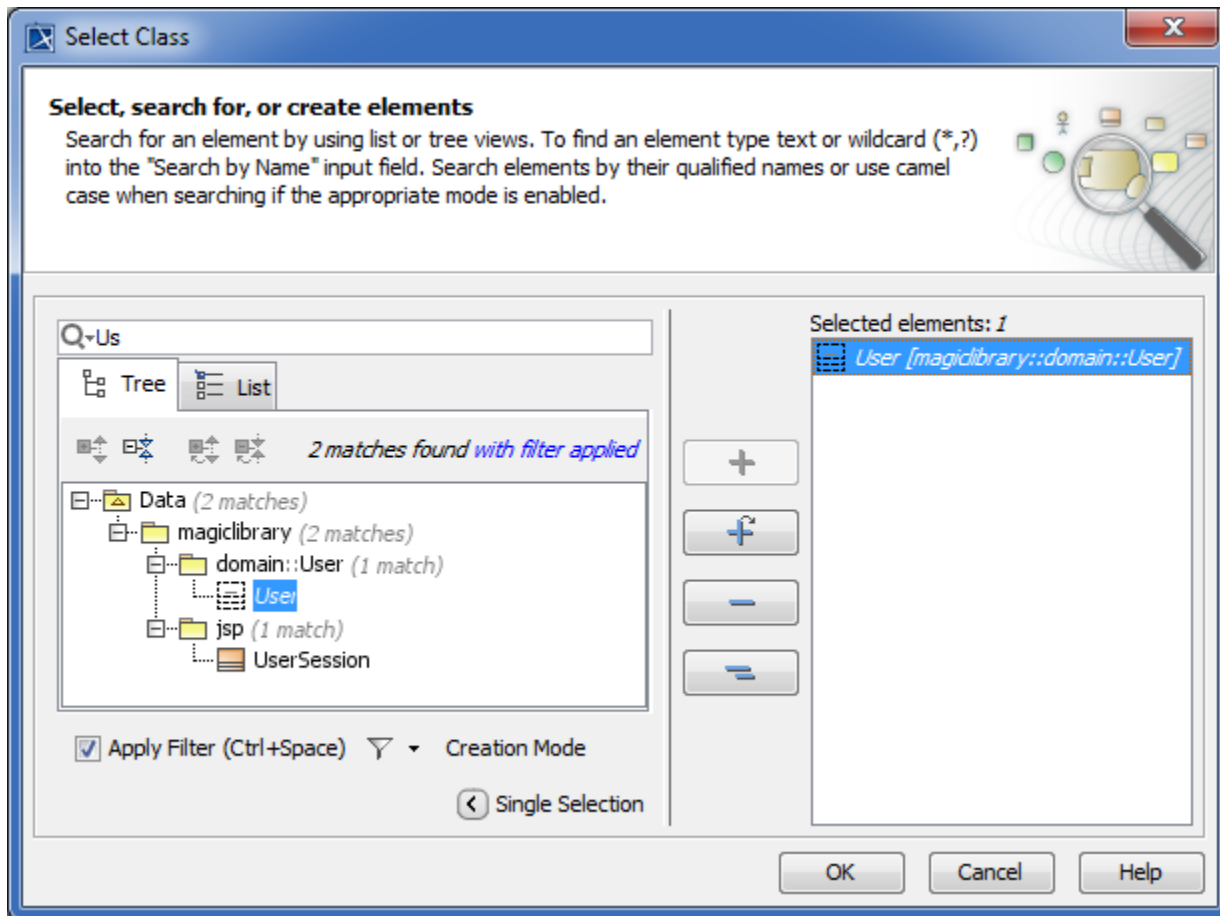 Select Class
Select, search for, or create elements
Search for an element by using list or tree views. To find an element type text or wildcard (*,?)
into the "Search by Name" input field. Search elements by their qualified names or use camel
case when searching if the appropriate mode is enabled.
Us
Tree List
2 matches found with filter applied
Data (2 matches)
magiclibrary (2 matches)
domain::User (1 match)
User
jsp (1 match)
UserSession
Apply Filter (Ctrl+Space) Creation Mode
Single Selection
Selected elements: 1
User [magiclibrary::domain::User]
OK Cancel Help